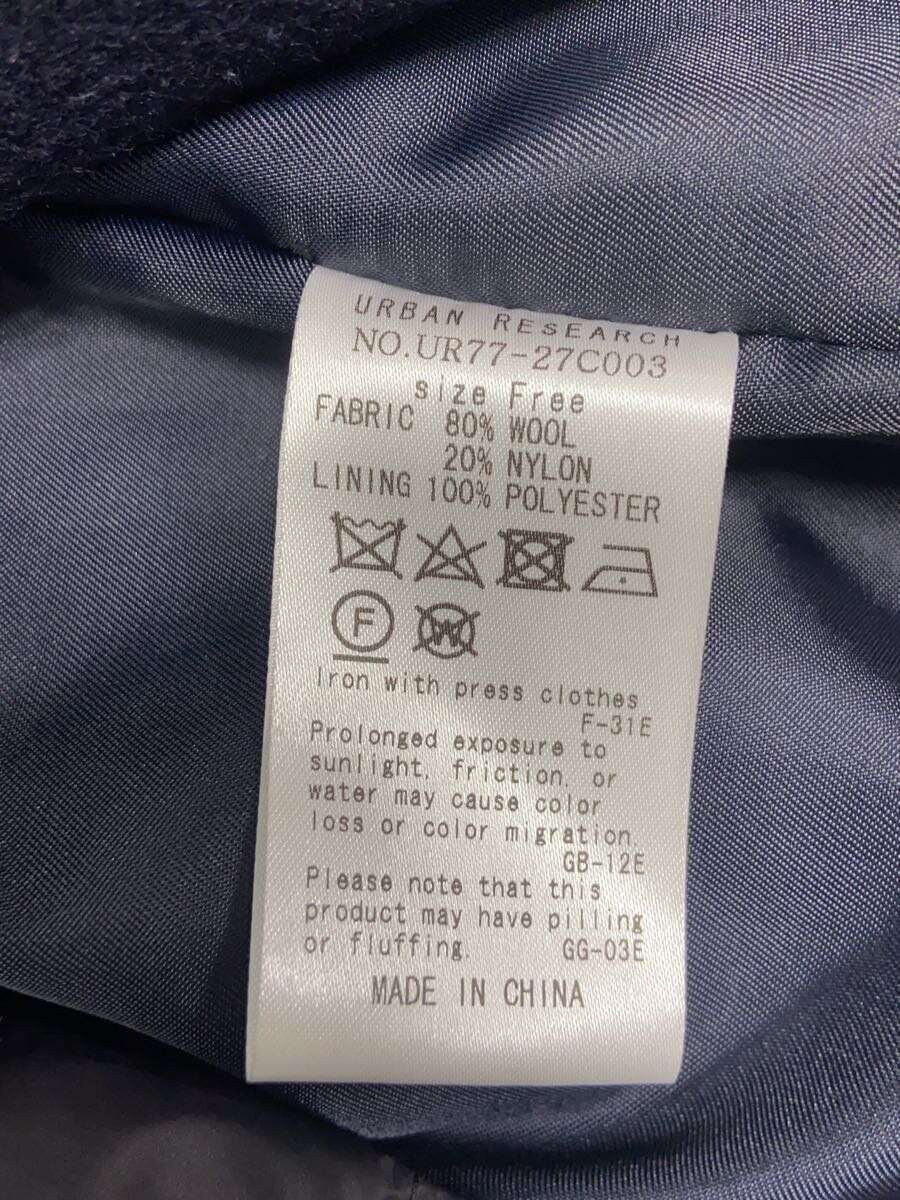 URBAN RESEARCH
NO.UR77-27C003
size Free
FABRIC 80% WOOL
20% NYLON
LINING 100% POLYESTER
F W
Iron with press clothes
F-31E
Prolonged exposure to
sunlight, friction, or
water may cause color
loss or color migration.
GB-12E
Please note that this
product may have pilling
or fluffing. GG-03E
MADE IN CHINA